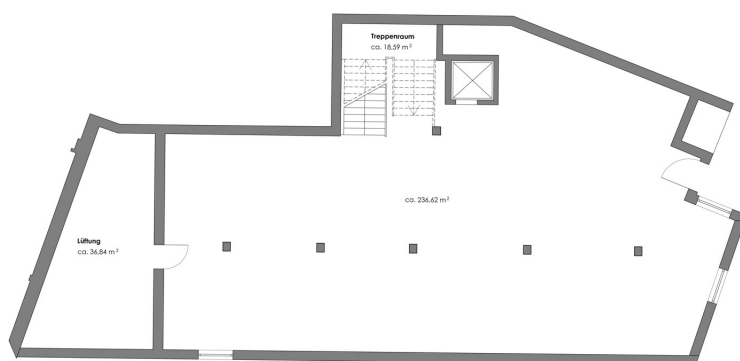 Treppenraum
ca. 18,59 m²
ca. 236,62 m²
Lüftung
ca. 36,84 m²